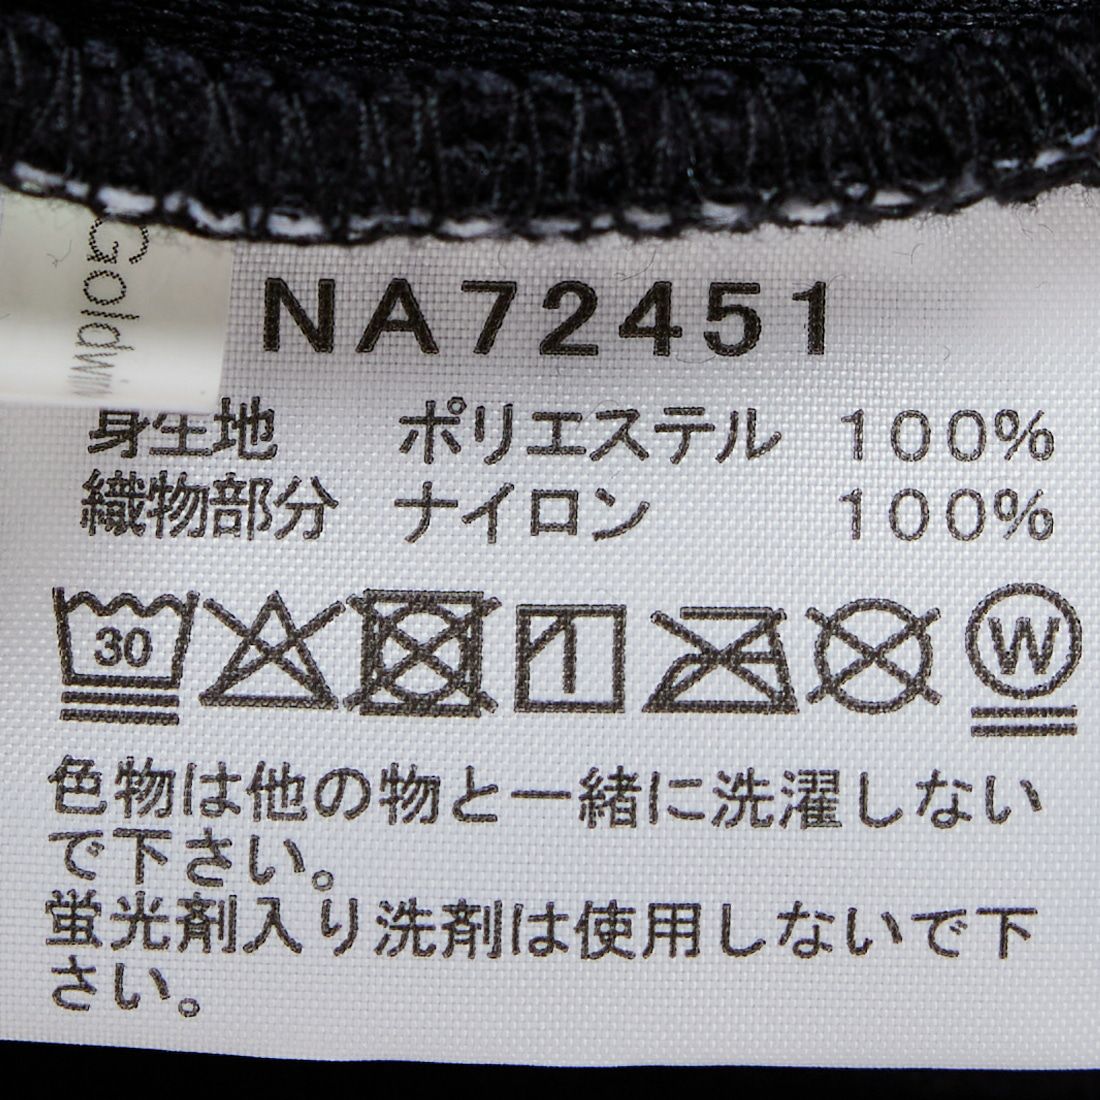 Goldwin
NA72451
身生地 ポリエステル 100%
織物部分 ナイロン 100%
30
W
色物は他の物と一緒に洗濯しない
で下さい。
蛍光剤入り洗剤は使用しないで下
さい。